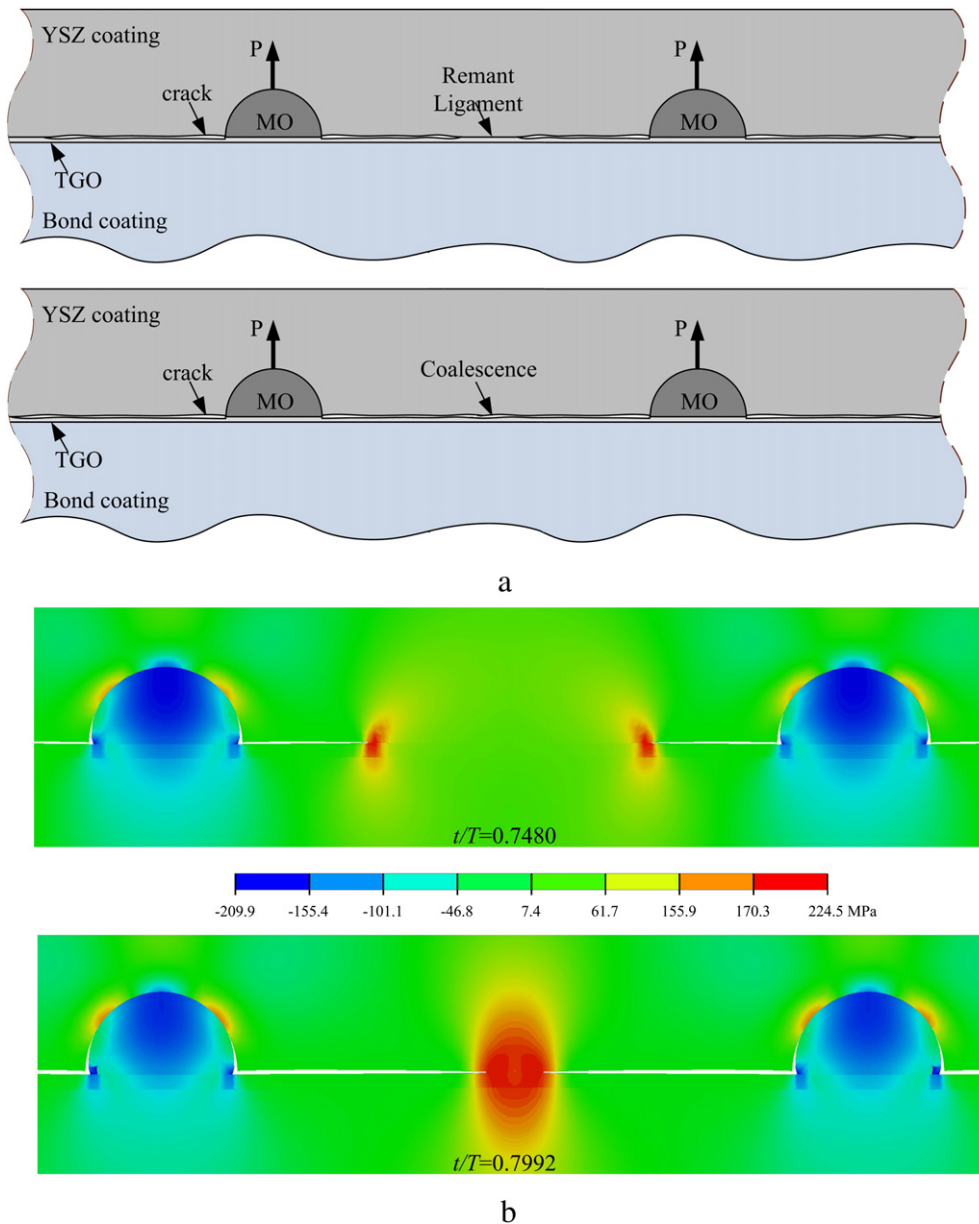 YSZ coating
P
P
crack
Remant
Ligament
MO
MO
TGO
Bond coating
YSZ coating
P
P
crack
Coalescence
MO
MO
TGO
Bond coating
a
t/T=0.7480
-209.9 -155.4 -101.1 -46.8 7.4 61.7 155.9 170.3 224.5 MPa
t/T=0.7992
b